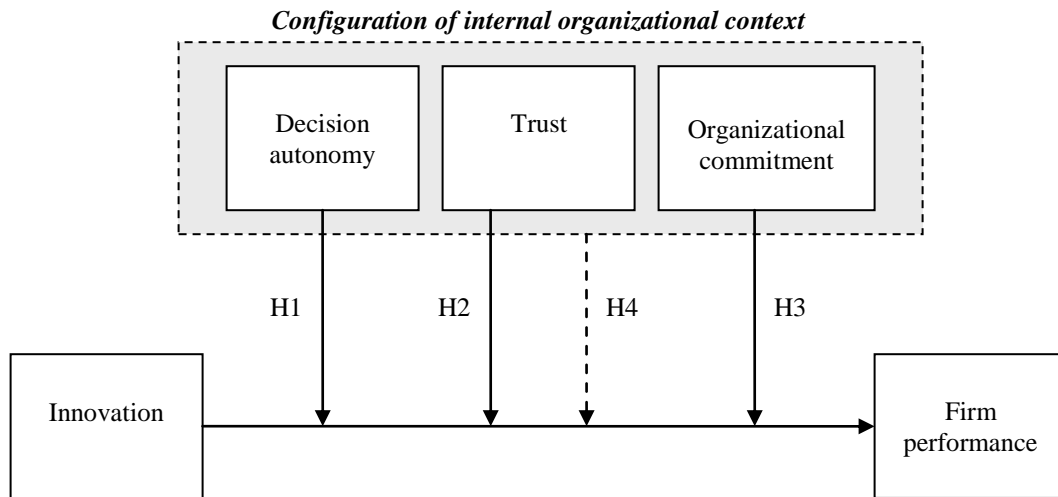 Configuration of internal organizational context
Decision
autonomy
Trust
Organizational
commitment
H1
H2
H4
H3
Innovation
Firm
performance